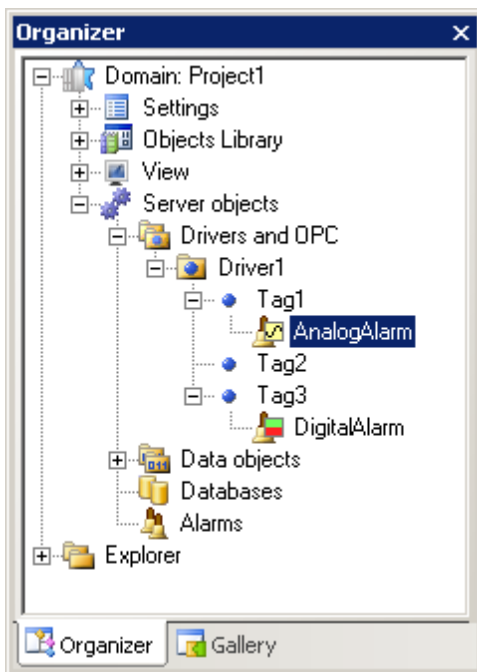 Organizer
Domain: Project1
Settings
Objects Library
View
Server objects
Drivers and OPC
Driver1
Tag1
AnalogAlarm
Tag2
Tag3
DigitalAlarm
Data objects
Databases
Alarms
Explorer
Organizer Gallery